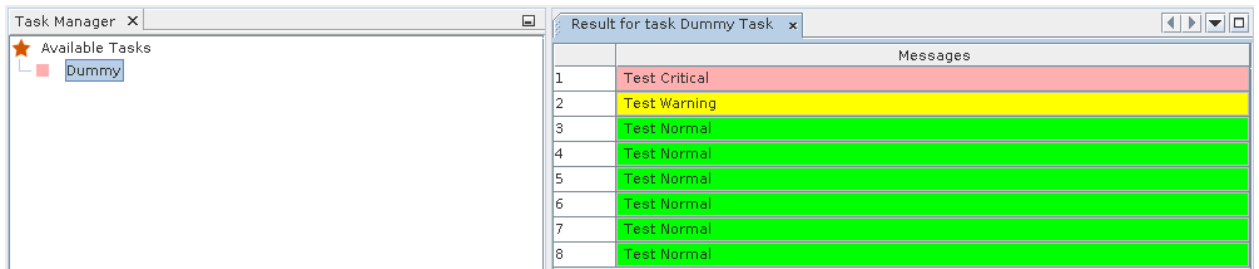 Task Manager X
Available Tasks
Dummy
Result for task Dummy Task x
Messages
1 Test Critical
2 Test Warning
3 Test Normal
4 Test Normal
5 Test Normal
6 Test Normal
7 Test Normal
8 Test Normal